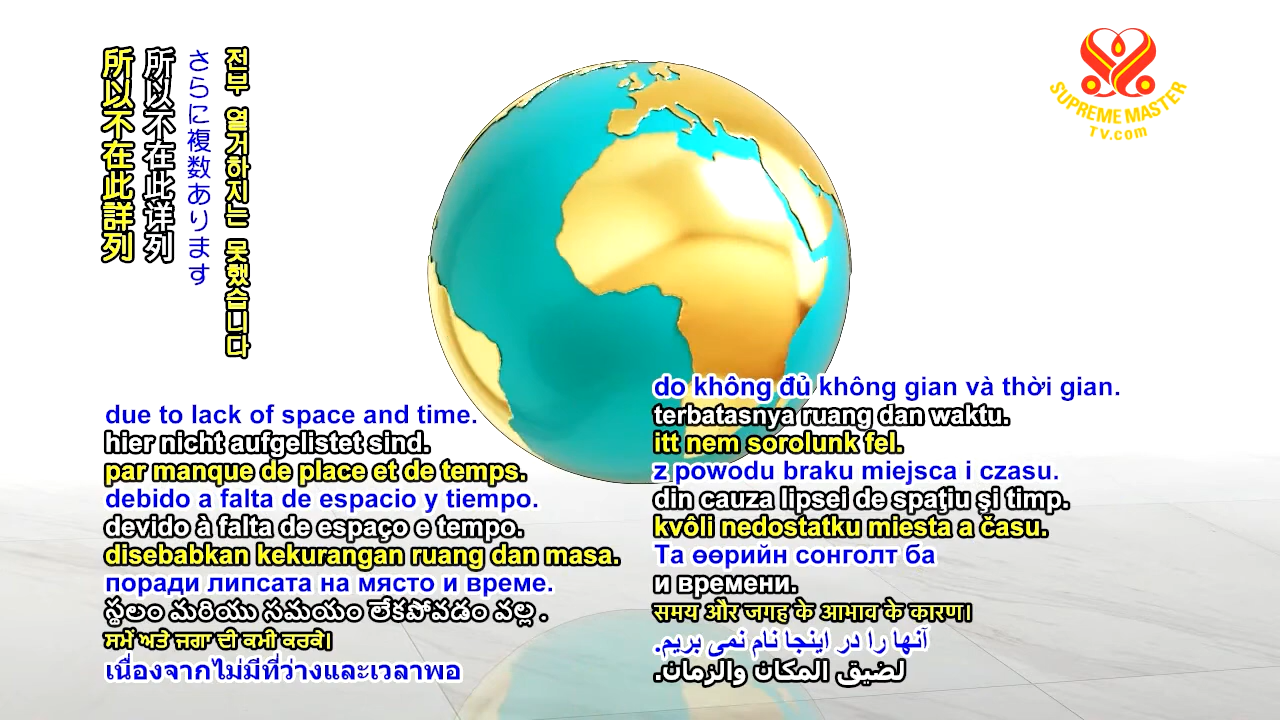 所以不在此詳列
所以不在此详列
さらに複数あります
전부 열거하지는 못했습니다
SUPREME MASTER
TV.com
due to lack of space and time.
hier nicht aufgelistet sind.
par manque de place et de temps.
debido a falta de espacio y tiempo.
devido à falta de espaço e tempo.
disebabkan kekurangan ruang dan masa.
поради липсата на място и време.
స్థలం మరియు సమయం లేకపోవడం వల్ల .
ਸਮੇਂ ਅਤੇ ਜਗਾ ਦੀ ਕਮੀ ਕਰਕੇ।
เนื่องจากไม่มีที่ว่างและเวลาพอ
do không đủ không gian và thời gian.
terbatasnya ruang dan waktu.
itt nem sorolunk fel.
z powodu braku miejsca i czasu.
din cauza lipsei de spaţiu şi timp.
kvôli nedostatku miesta a času.
Та өөрийн сонголт ба
и времени.
समय और जगह के आभाव के कारण।
آنها را در اینجا نام نمی بریم.
لضيق المكان والزمان.